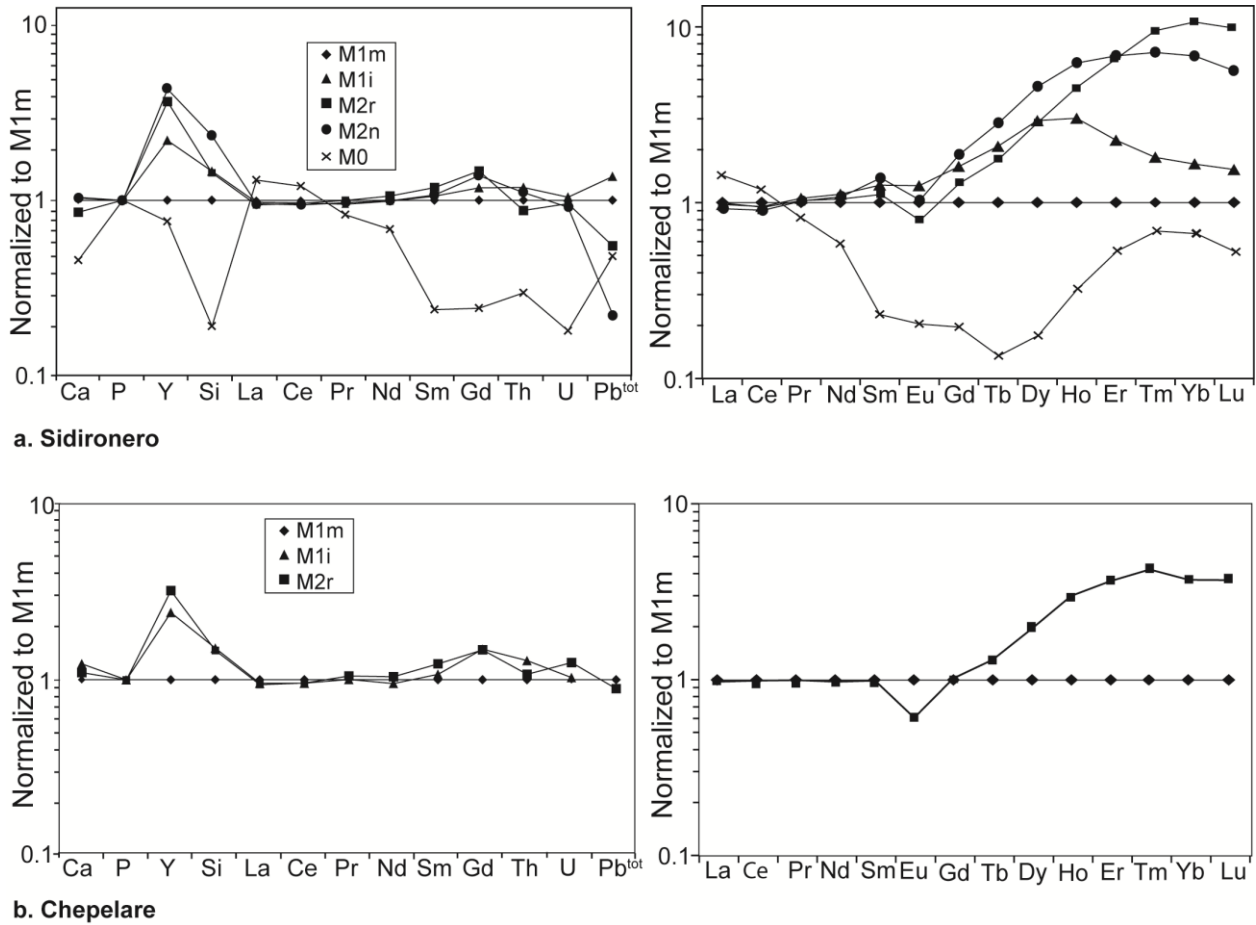 10
1
0.1
Normalized to M1m
M1m
M1i
M2r
M2n
M0
Ca P Y Si La Ce Pr Nd Sm Gd Th U Pbtot
10
1
0.1
Normalized to M1m
La Ce Pr Nd Sm Eu Gd Tb Dy Ho Er Tm Yb Lu
a. Sidironero
10
1
0.1
Normalized to M1m
M1m
M1i
M2r
Ca P Y Si La Ce Pr Nd Sm Gd Th U Pbtot
10
1
0.1
Normalized to M1m
La Ce Pr Nd Sm Eu Gd Tb Dy Ho Er Tm Yb Lu
b. Chepelare